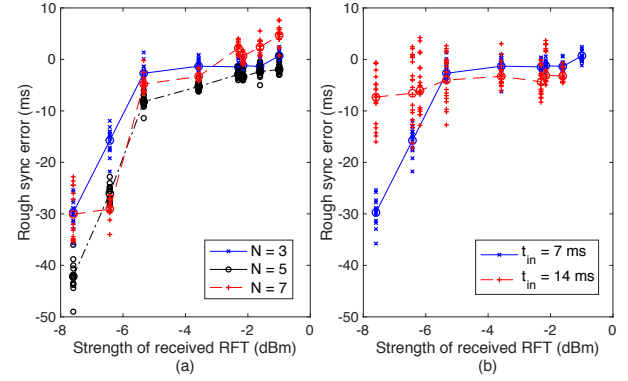 10
0
-10
-20
-30
-40
-50
Rough sync error (ms)
N = 3
N = 5
N = 7
-8 -6 -4 -2 0
Strength of received RFT (dBm)
(a)
10
0
-10
-20
-30
-40
-50
Rough sync error (ms)
t_in = 7 ms
t_in = 14 ms
-8 -6 -4 -2 0
Strength of received RFT (dBm)
(b)